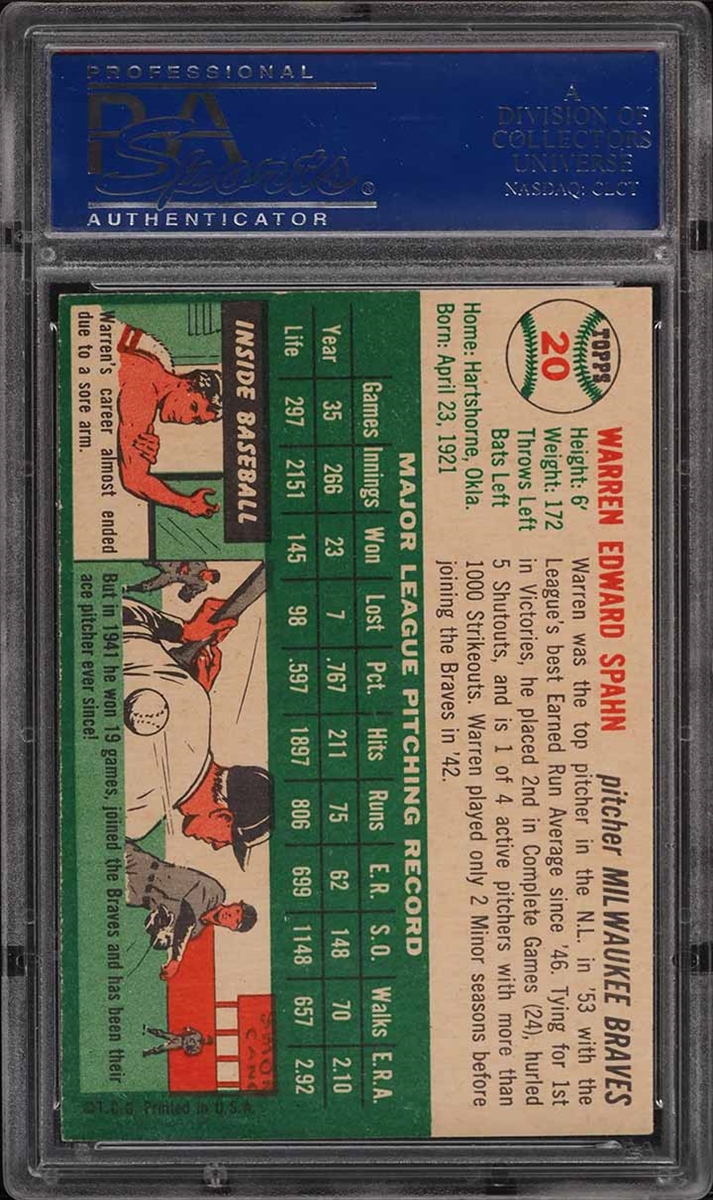 PROFESSIONAL
PSA
Sports ®
AUTHENTICATOR
A
DIVISION OF
COLLECTORS
UNIVERSE
NASDAQ: CLCT
TOPPS
20
WARREN EDWARD SPAHN pitcher MILWAUKEE BRAVES
Height: 6'
Weight: 172
Throws Left
Bats Left
Home: Hartshorne, Okla.
Born: April 23, 1921
Warren was the top pitcher in the N.L. in '53 with the
League's best Earned Run Average since '46. Tying for 1st
in Victories, he placed 2nd in Complete Games (24), hurled
5 Shutouts, and is 1 of 4 active pitchers with more than
1000 Strikeouts. Warren played only 2 Minor seasons before
joining the Braves in '42.
MAJOR LEAGUE PITCHING RECORD
Games Innings Won Lost Pct. Hits Runs E.R. S.O. Walks E.R.A.
Year 35 266 23 7 .767 211 75 62 148 70 2.10
Life 297 2151 145 98 .597 1897 806 699 1148 657 2.92
INSIDE BASEBALL
Warren's career almost ended
due to a sore arm.
But in 1941 he won 19 games, joined the Braves and has been their
ace pitcher ever since!
©T.C.G. Printed in U.S.A.